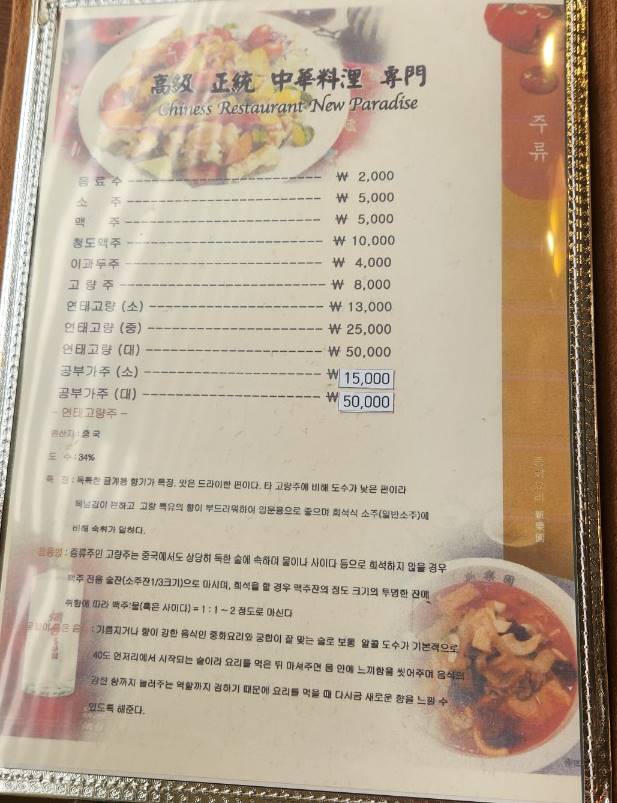 高級 正統 中華料理 専門
Chiness Restaurant New Paradise
주류
음 료 수 ---------------------------- ₩ 2,000
소 주 ---------------------------- ₩ 5,000
맥 주 ---------------------------- ₩ 5,000
청도맥주 ---------------------------- ₩ 10,000
이과두주 ---------------------------- ₩ 4,000
고 량 주 ---------------------------- ₩ 8,000
연태고량 (소) ------------------------ ₩ 13,000
연태고량 (중) ------------------------ ₩ 25,000
연태고량 (대) ------------------------ ₩ 50,000
공부가주 (소) ------------------------ ₩ 15,000
공부가주 (대) ------------------------ ₩ 50,000
- 연태고량주 -
원산지 : 중국
도 수 : 34%
특 징 : 독특한 향기가 특징. 맛은 드라이한 편이다. 타 고량주에 비해 도수가 낮은 편이라
목넘김이 편하고 고량 특유의 향이 부드러워하여 입문용으로 좋으며 희석식 소주(일반소주)에
비해 숙취가 덜하다.
음용법 : 증류주인 고량주는 중국에서도 상당히 독한 술에 속하며 물이나 사이다 등으로 희석하지 않을 경우
백주 전용 술잔(소주잔1/3크기)으로 마시며, 희석을 할 경우 맥주잔의 정도 크기의 투명한 잔에
취향에 따라 백주:물(혹은 사이다) = 1 : 1 ~ 2 정도로 마신다
: 기름지거나 향이 강한 음식인 중화요리와 궁합이 잘 맞는 술로 보통 알콜 도수가 기본적으로
40도 언저리에서 시작되는 술이라 요리를 먹은 뒤 마셔주면 몸 안에 느끼함을 씻어주며 음식의
강한 향까지 눌러주는 역할까지 겸하기 때문에 요리를 먹을 때 다시금 새로운 향을 느낄 수
있도록 해준다.
중화요리 新樂園
新樂園